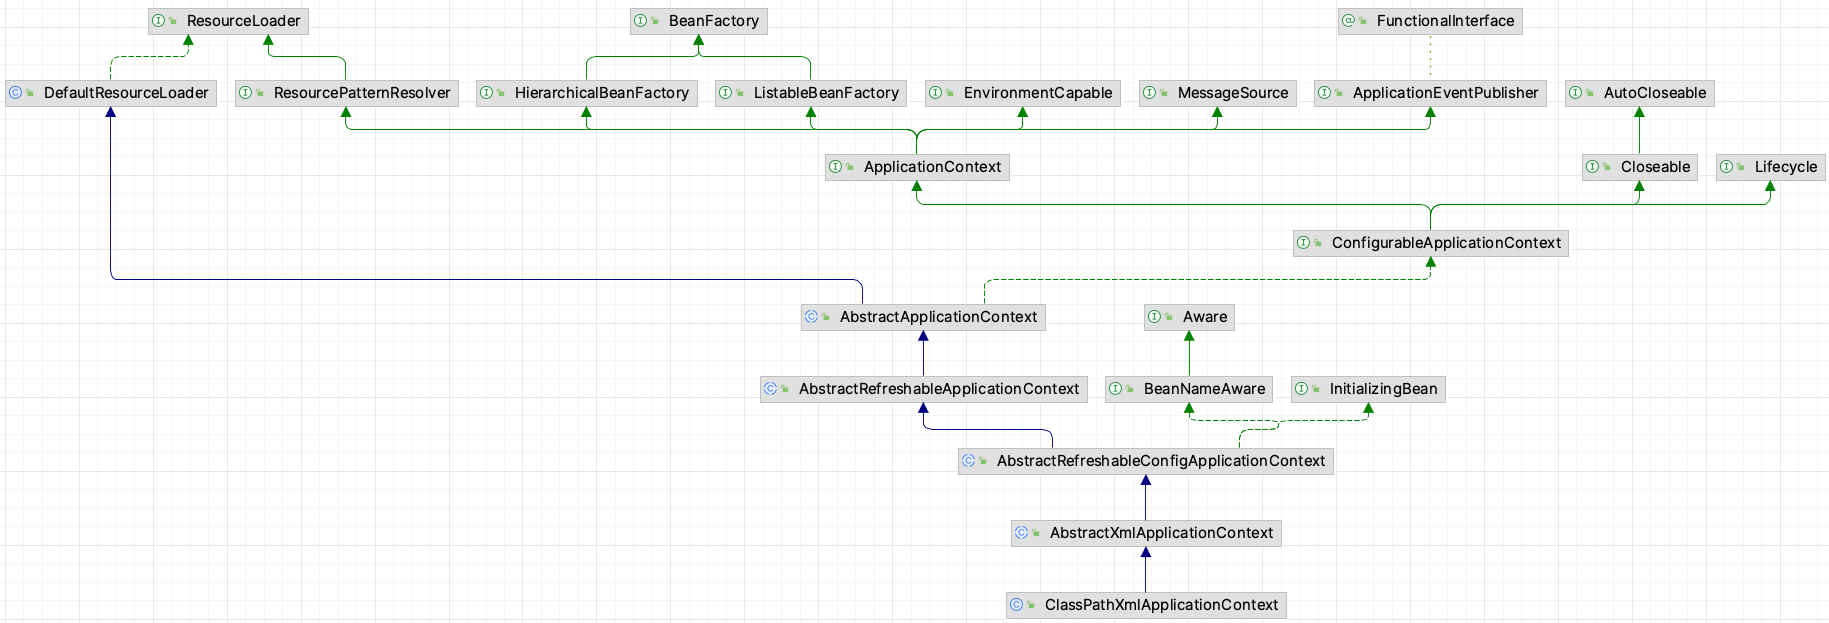 ResourceLoader
BeanFactory
FunctionalInterface
DefaultResourceLoader
ResourcePatternResolver
HierarchicalBeanFactory
ListableBeanFactory
EnvironmentCapable
MessageSource
ApplicationEventPublisher
AutoCloseable
ApplicationContext
Closeable
Lifecycle
ConfigurableApplicationContext
AbstractApplicationContext
Aware
AbstractRefreshableApplicationContext
BeanNameAware
InitializingBean
AbstractRefreshableConfigApplicationContext
AbstractXmlApplicationContext
ClassPathXmlApplicationContext